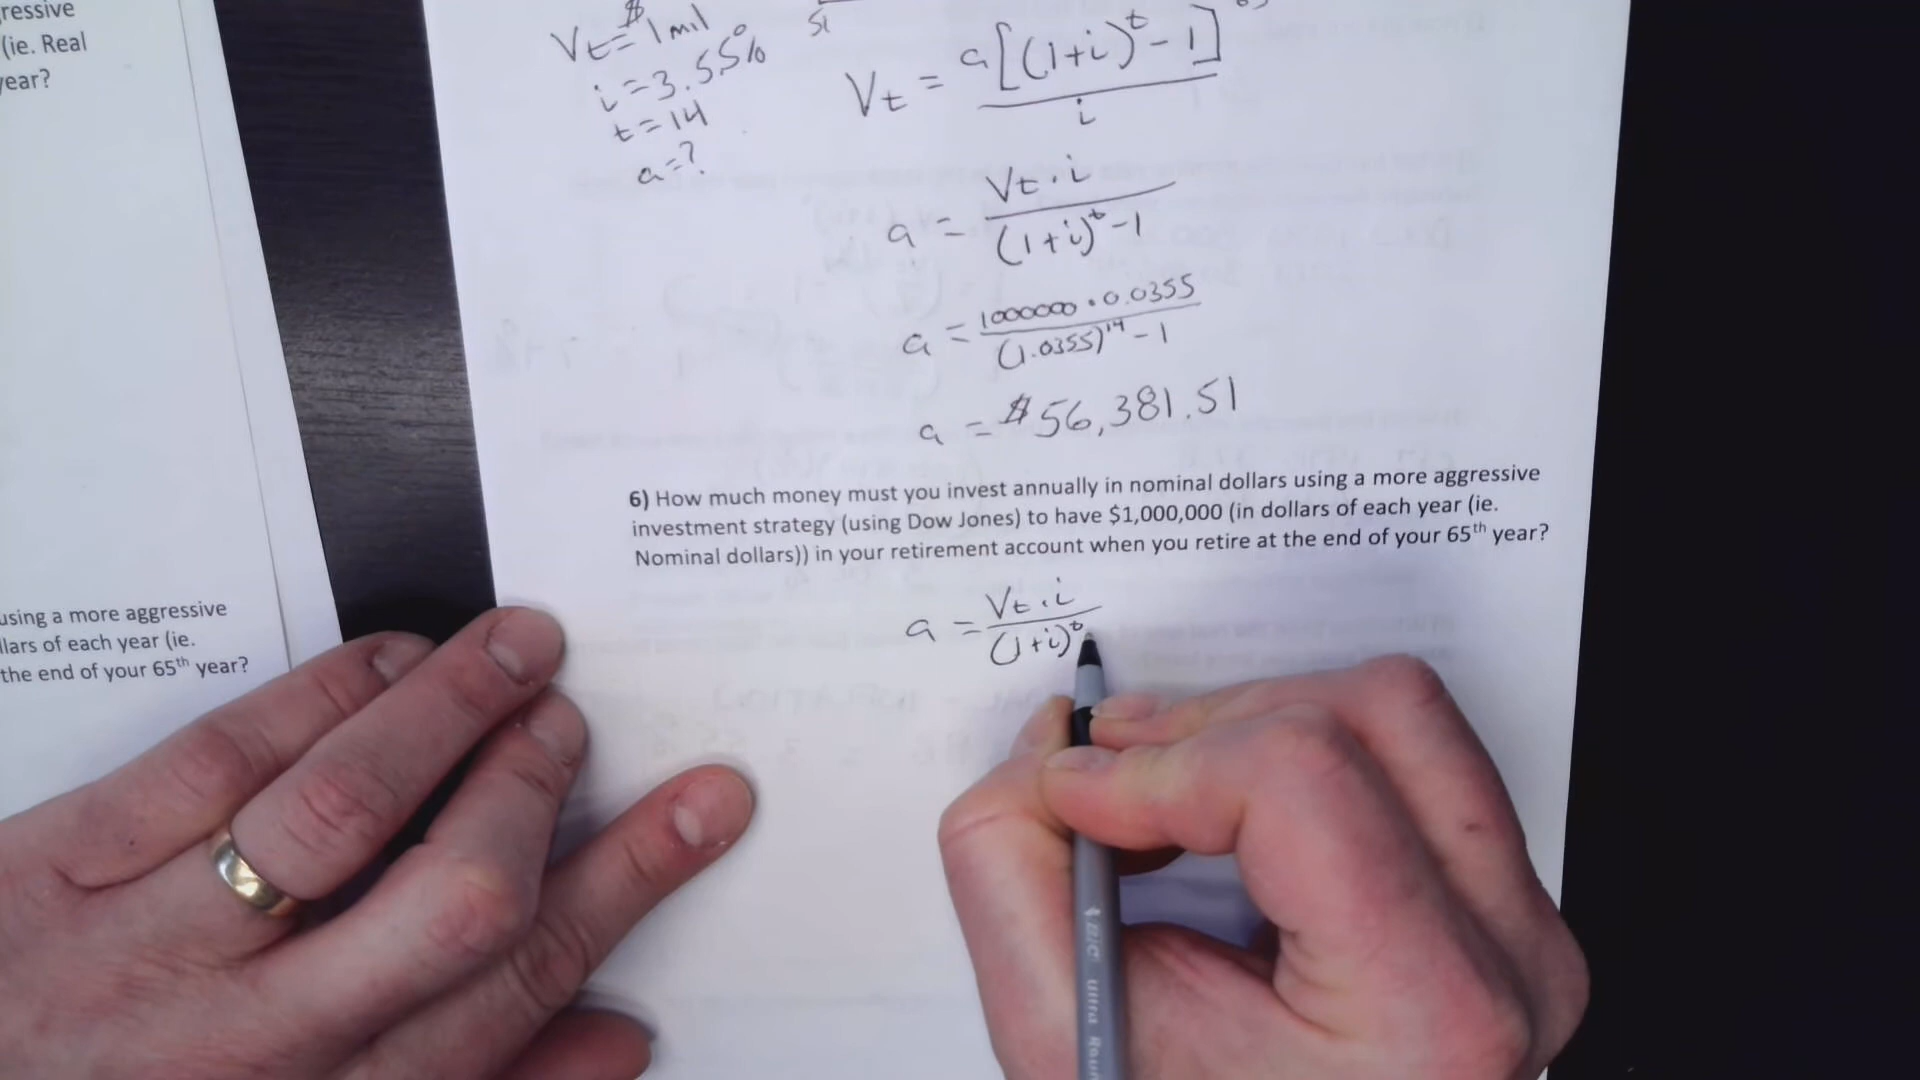 ressive
(ie. Real
year?
Vt = $1 mil
i = 3.55%
t = 14
a = ?
51
Vt = a[(1+i)^t - 1] / i
a = Vt · i / (1+i)^t - 1
a = 1000000 · 0.0355 / (1.0355)^14 - 1
a = $56,381.51
6) How much money must you invest annually in nominal dollars using a more aggressive
investment strategy (using Dow Jones) to have $1,000,000 (in dollars of each year (ie.
Nominal dollars)) in your retirement account when you retire at the end of your 65th year?
a = Vt · i / (1+i)^t
using a more aggressive
llars of each year (ie.
the end of your 65th year?
BIC Ultra Roun